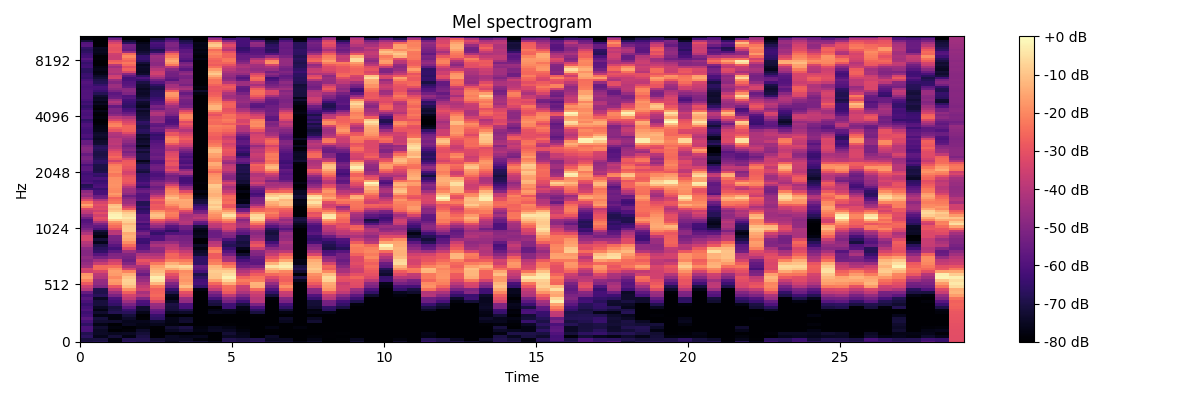 Mel spectrogram
Hz
8192
4096
2048
1024
512
0
0 5 10 15 20 25
Time
+0 dB
-10 dB
-20 dB
-30 dB
-40 dB
-50 dB
-60 dB
-70 dB
-80 dB